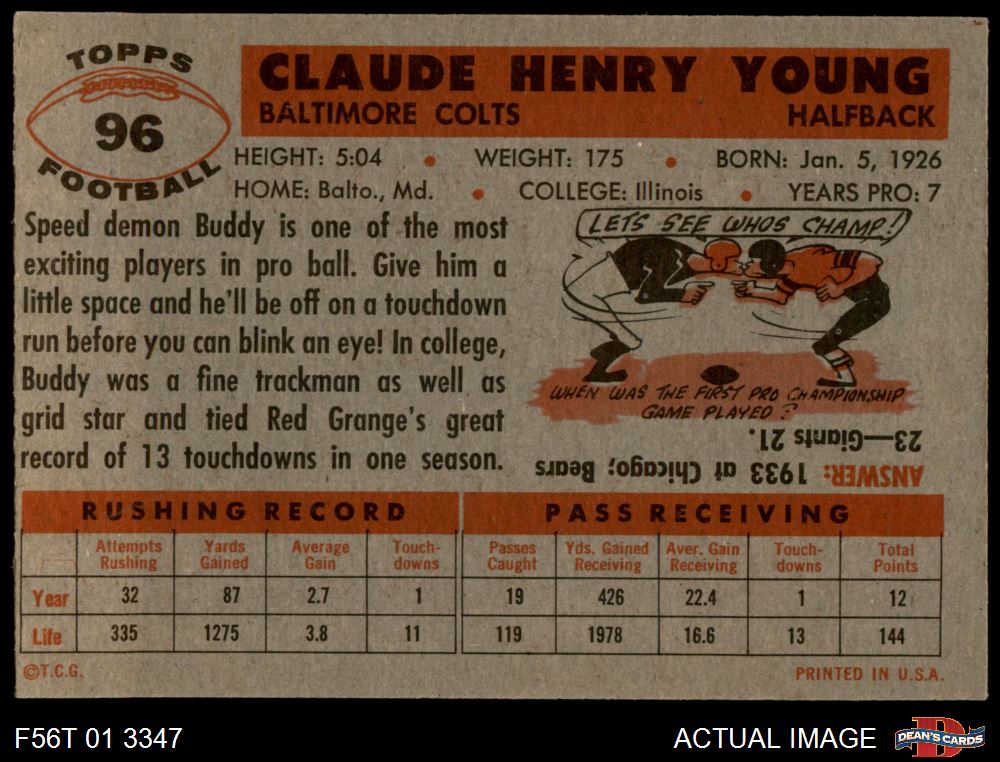 TOPPS
96
FOOTBALL
CLAUDE HENRY YOUNG
BALTIMORE COLTS HALFBACK
HEIGHT: 5:04 • WEIGHT: 175 • BORN: Jan. 5, 1926
HOME: Balto., Md. • COLLEGE: Illinois • YEARS PRO: 7
Speed demon Buddy is one of the most
exciting players in pro ball. Give him a
little space and he'll be off on a touchdown
run before you can blink an eye! In college,
Buddy was a fine trackman as well as
grid star and tied Red Grange's great
record of 13 touchdowns in one season.
LET'S SEE WHOS CHAMP!
WHEN WAS THE FIRST PRO CHAMPIONSHIP
GAME PLAYED?
ANSWER: 1933 at Chicago; Bears
23—Giants 21.
RUSHING RECORD
Attempts Rushing Yards Gained Average Gain Touch-downs
Year 32 87 2.7 1
Life 335 1275 3.8 11
PASS RECEIVING
Passes Caught Yds. Gained Receiving Aver. Gain Receiving Touch-downs Total Points
19 426 22.4 1 12
119 1978 16.6 13 144
©T.C.G. PRINTED IN U.S.A.
F56T 01 3347 ACTUAL IMAGE DEAN'S CARDS